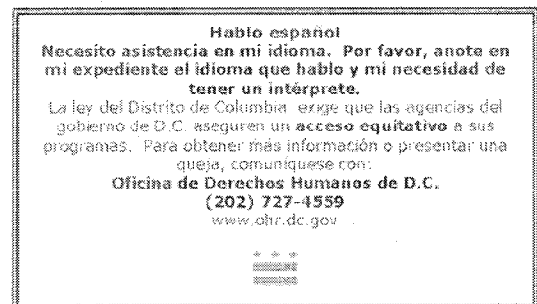 Hablo español
Necesito asistencia en mi idioma. Por favor, anote en
mi expediente el idioma que hablo y mi necesidad de
tener un intérprete.
La ley del Distrito de Columbia exige que las agencias del
gobierno de D.C. aseguren un acceso equitativo a sus
programas. Para obtener más información o presentar una
queja, comuníquese con:
Oficina de Derechos Humanos de D.C.
(202) 727-4559
www.ohr.dc.gov